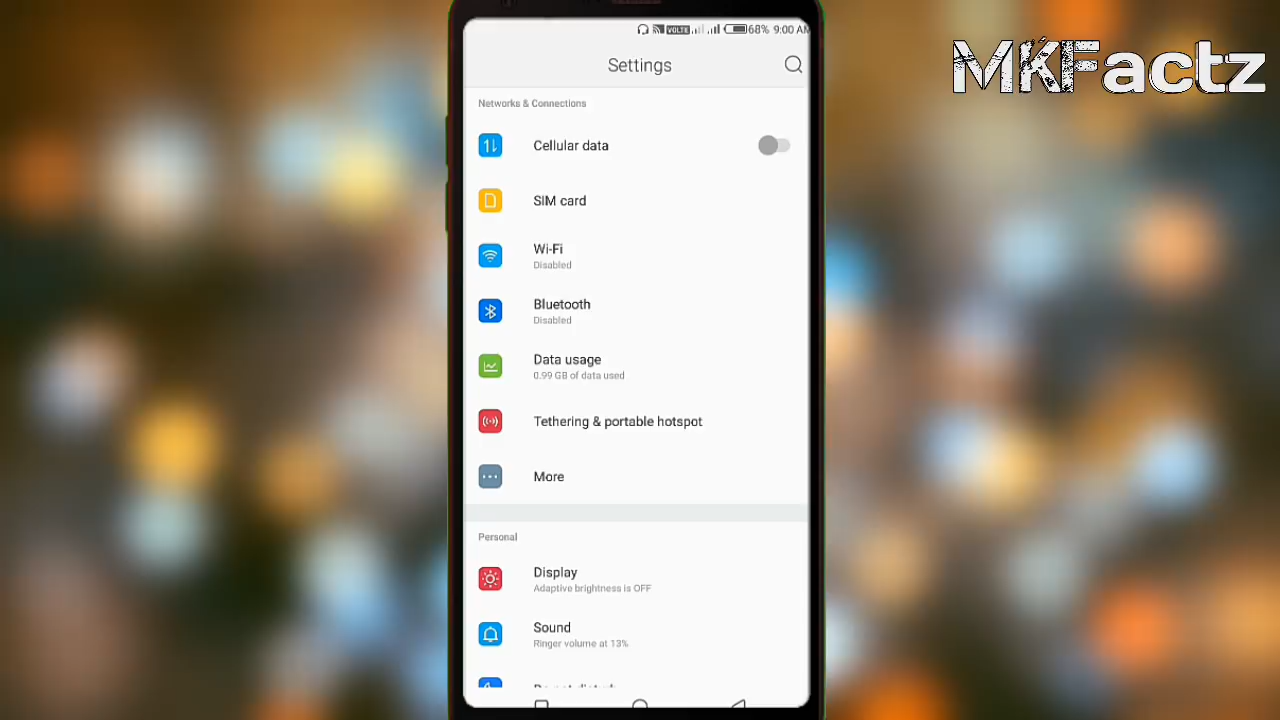 VOLTE 68% 9:00 AM
MKFactz
Settings
Networks & Connections
Cellular data
SIM card
Wi-Fi
Disabled
Bluetooth
Disabled
Data usage
0.99 GB of data used
Tethering & portable hotspot
More
Personal
Display
Adaptive brightness is OFF
Sound
Ringer volume at 13%